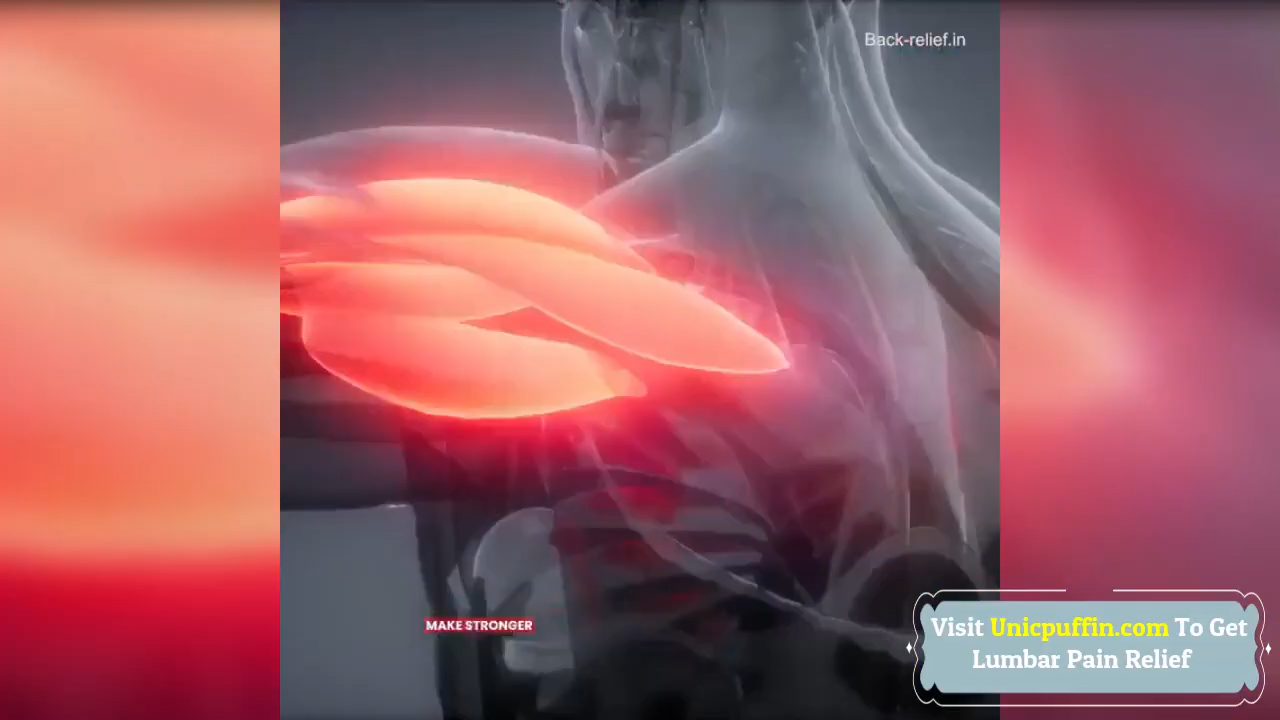 Back-relief.in
MAKE STRONGER
Visit Unicpuffin.com To Get
Lumbar Pain Relief